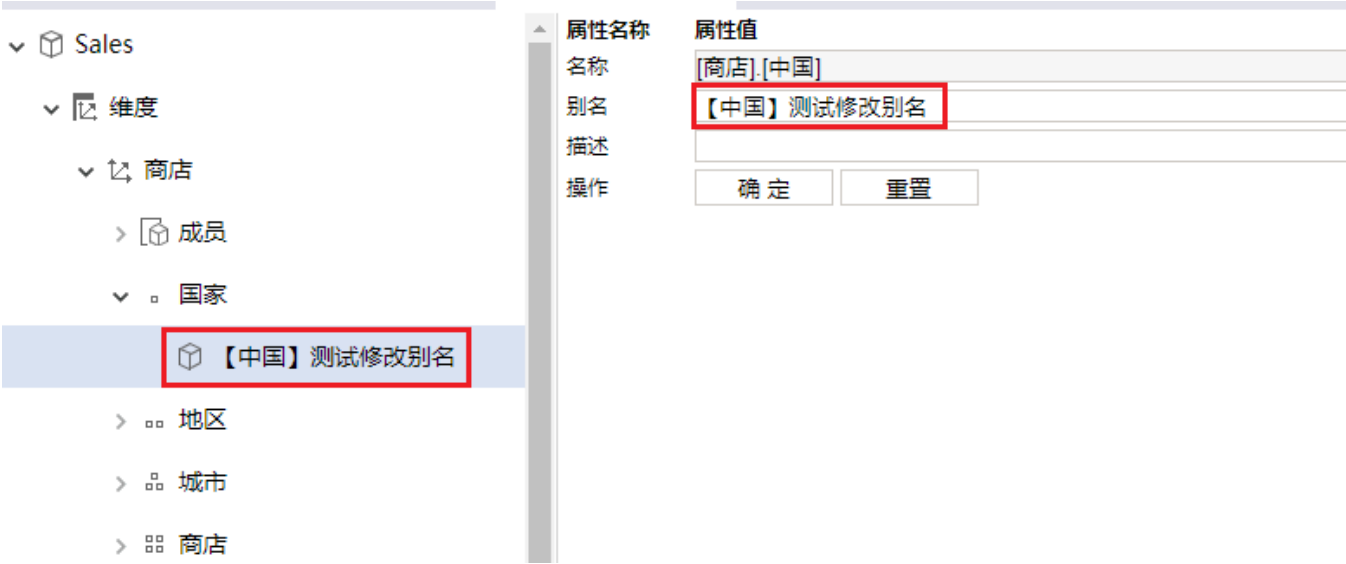 Sales
维度
商店
成员
国家
【中国】测试修改别名
地区
城市
商店
属性名称 属性值
名称 [商店].[中国]
别名 【中国】测试修改别名
描述
操作 确 定 重置